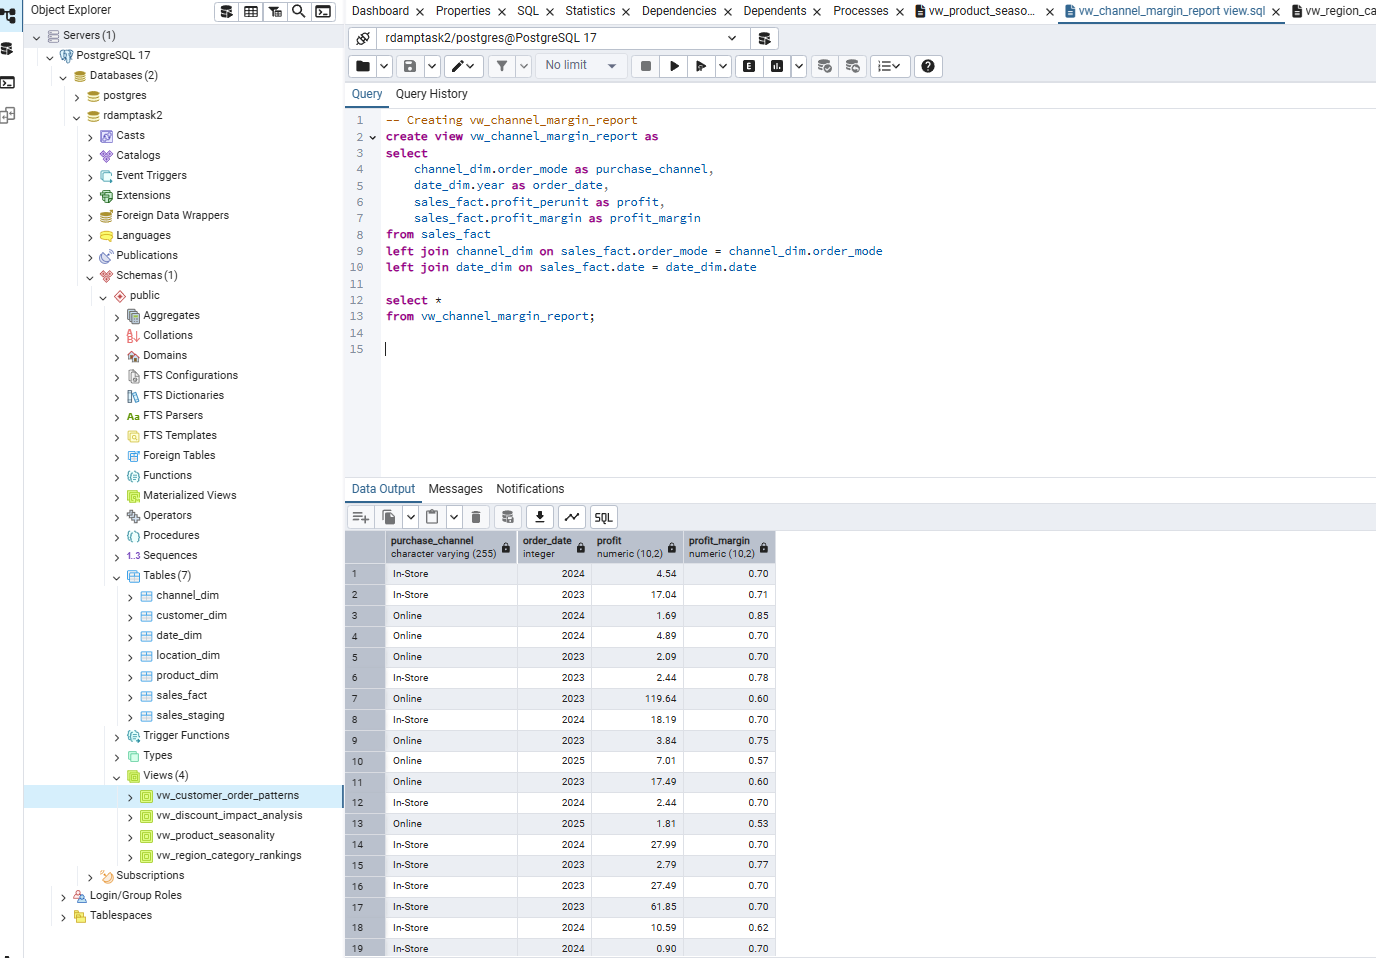 Object Explorer
Servers (1)
PostgreSQL 17
Databases (2)
postgres
rdamptask2
Casts
Catalogs
Event Triggers
Extensions
Foreign Data Wrappers
Languages
Publications
Schemas (1)
public
Aggregates
Collations
Domains
FTS Configurations
FTS Dictionaries
Aa FTS Parsers
FTS Templates
Foreign Tables
Functions
Materialized Views
Operators
Procedures
1..3 Sequences
Tables (7)
channel_dim
customer_dim
date_dim
location_dim
product_dim
sales_fact
sales_staging
Trigger Functions
Types
Views (4)
vw_customer_order_patterns
vw_discount_impact_analysis
vw_product_seasonality
vw_region_category_rankings
Subscriptions
Login/Group Roles
Tablespaces
Dashboard Properties SQL Statistics Dependencies Dependents Processes vw_product_seaso... vw_channel_margin_report view.sql vw_region_ca
rdamptask2/postgres@PostgreSQL 17
No limit E
Query Query History
1 -- Creating vw_channel_margin_report
2 create view vw_channel_margin_report as
3 select
4 channel_dim.order_mode as purchase_channel,
5 date_dim.year as order_date,
6 sales_fact.profit_perunit as profit,
7 sales_fact.profit_margin as profit_margin
8 from sales_fact
9 left join channel_dim on sales_fact.order_mode = channel_dim.order_mode
10 left join date_dim on sales_fact.date = date_dim.date
11
12 select *
13 from vw_channel_margin_report;
14
15
Data Output Messages Notifications
SQL
purchase_channel order_date profit profit_margin
character varying (255) integer numeric (10,2) numeric (10,2)
1 In-Store 2024 4.54 0.70
2 In-Store 2023 17.04 0.71
3 Online 2024 1.69 0.85
4 Online 2024 4.89 0.70
5 Online 2023 2.09 0.70
6 In-Store 2023 2.44 0.78
7 Online 2023 119.64 0.60
8 In-Store 2024 18.19 0.70
9 Online 2023 3.84 0.75
10 Online 2025 7.01 0.57
11 Online 2023 17.49 0.60
12 In-Store 2024 2.44 0.70
13 Online 2025 1.81 0.53
14 In-Store 2024 27.99 0.70
15 In-Store 2023 2.79 0.77
16 In-Store 2023 27.49 0.70
17 In-Store 2023 61.85 0.70
18 In-Store 2024 10.59 0.62
19 In-Store 2024 0.90 0.70